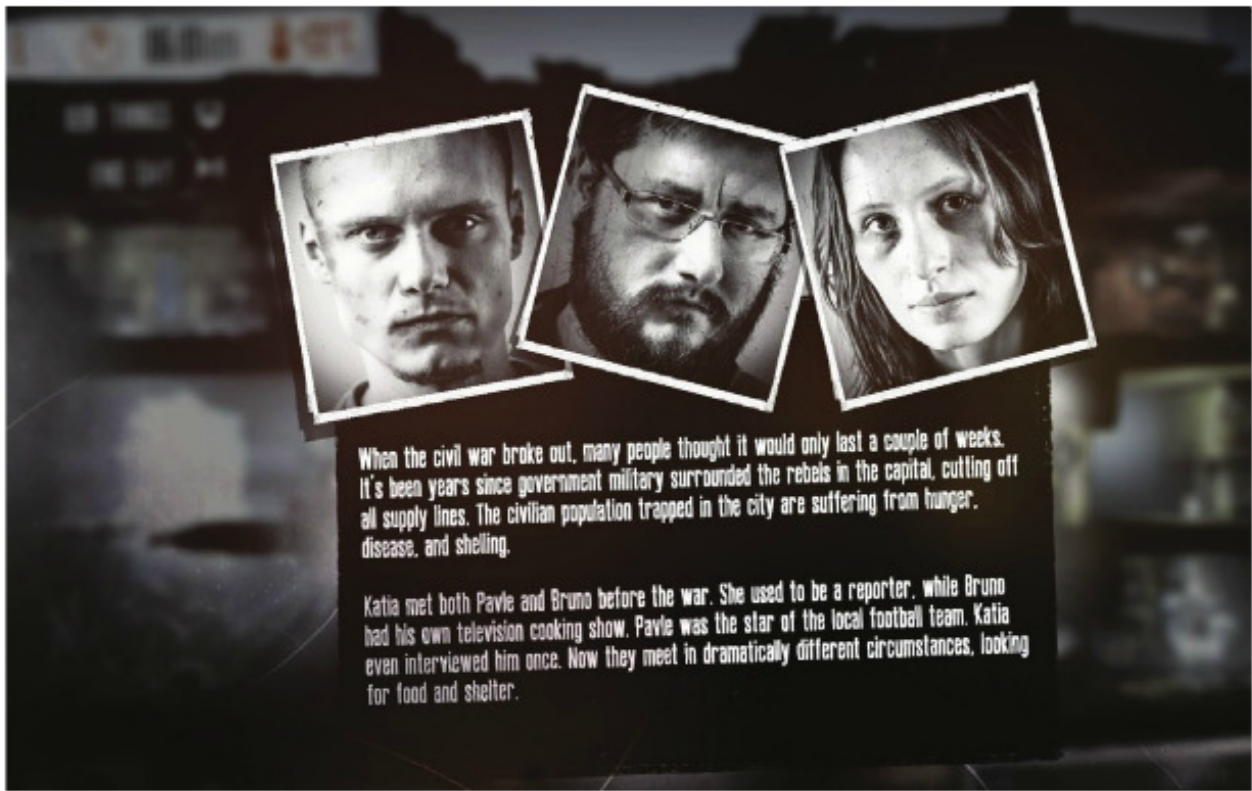 When the civil war broke out, many people thought it would only last a couple of weeks.
It's been years since government military surrounded the rebels in the capital, cutting off
all supply lines. The civilian population trapped in the city are suffering from hunger,
disease, and shelling.
Katia met both Pavle and Bruno before the war. She used to be a reporter, while Bruno
had his own television cooking show. Pavle was the star of the local football team. Katia
even interviewed him once. Now they meet in dramatically different circumstances, looking
for food and shelter.